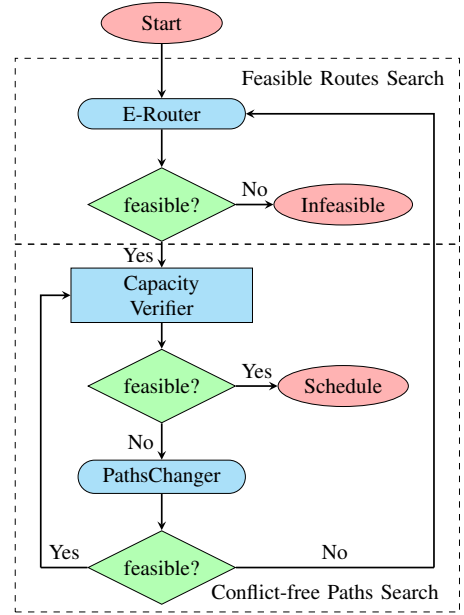 Start
Feasible Routes Search
E-Router
feasible?
No
Infeasible
Yes
Capacity
Verifier
feasible?
Yes
Schedule
No
PathsChanger
Yes
feasible?
No
Conflict-free Paths Search